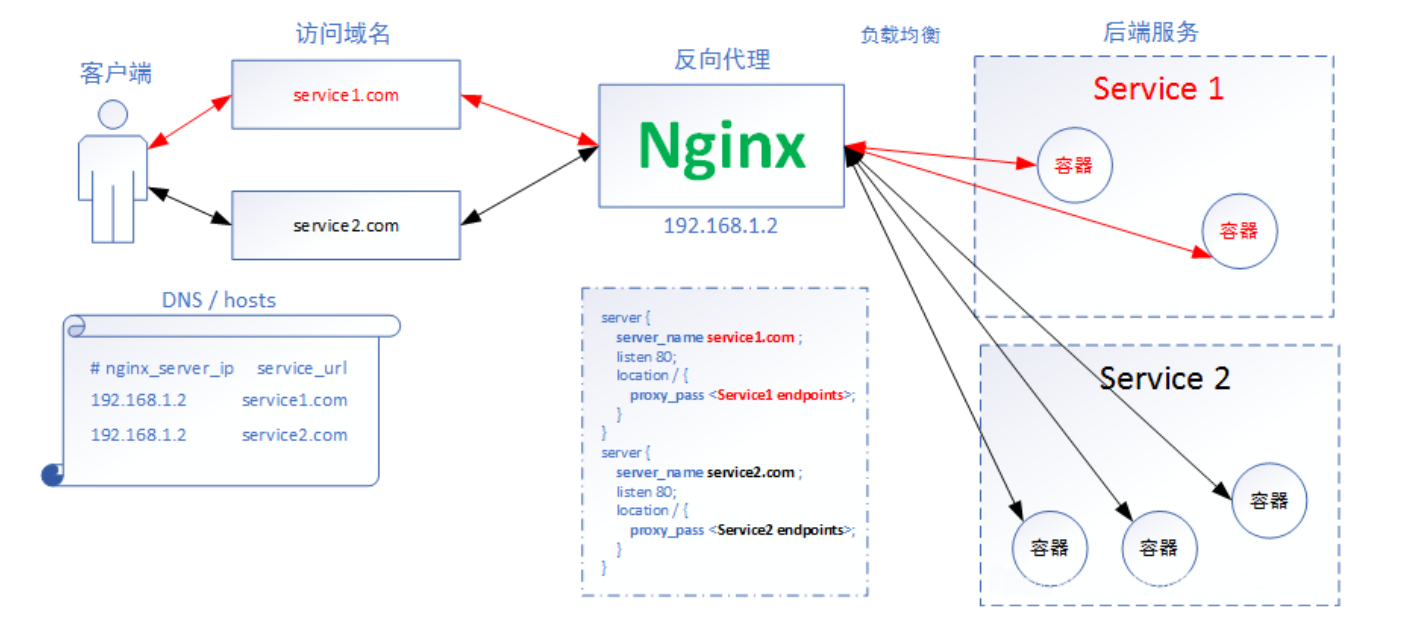 客户端
访问域名
service1.com
service2.com
反向代理
Nginx
192.168.1.2
负载均衡
后端服务
Service 1
容器
容器
Service 2
容器
容器
容器
DNS / hosts
# nginx_server_ip service_url
192.168.1.2 service1.com
192.168.1.2 service2.com
server {
server_name service1.com ;
listen 80;
location / {
proxy_pass <Service1 endpoints>;
}
}
server {
server_name service2.com ;
listen 80;
location / {
proxy_pass <Service2 endpoints>;
}
}